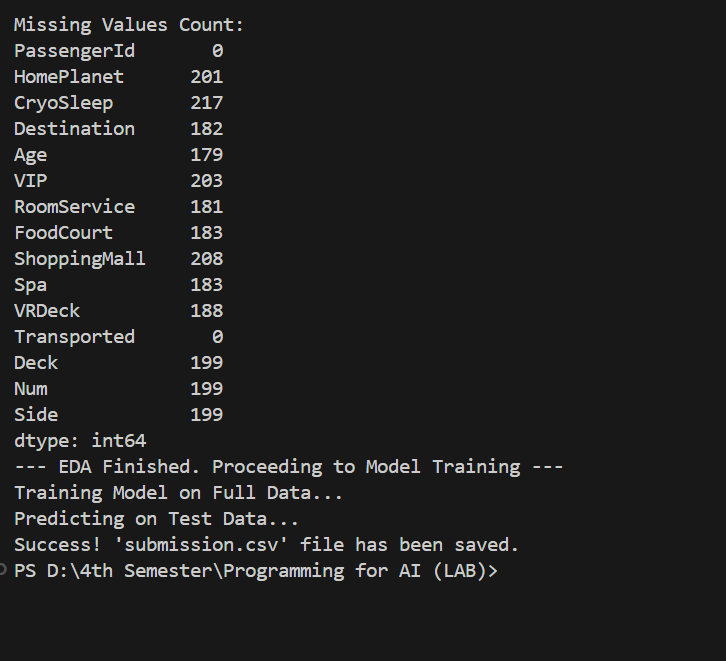 Missing Values Count:
PassengerId       0
HomePlanet      201
CryoSleep       217
Destination     182
Age             179
VIP             203
RoomService     181
FoodCourt       183
ShoppingMall    208
Spa             183
VRDeck          188
Transported       0
Deck            199
Num             199
Side            199
dtype: int64
--- EDA Finished. Proceeding to Model Training ---
Training Model on Full Data...
Predicting on Test Data...
Success! 'submission.csv' file has been saved.
PS D:\4th Semester\Programming for AI (LAB)>